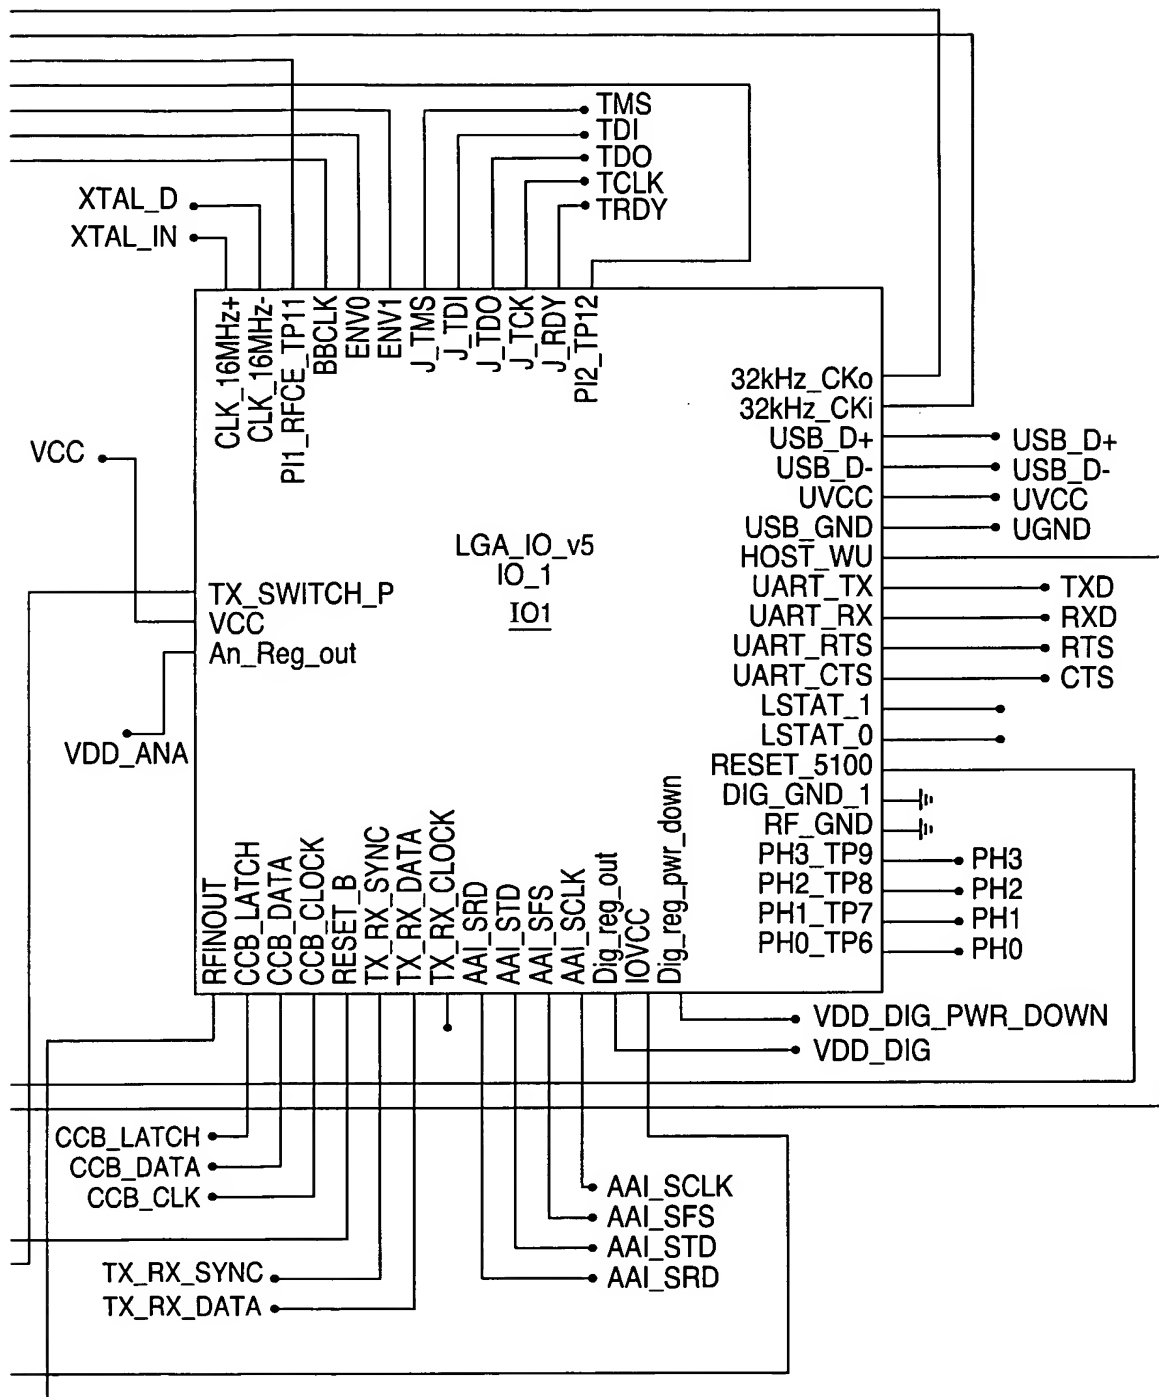 TMS
TDI
TDO
TCLK
TRDY
XTAL_D
XTAL_IN
CLK_16MHz+
CLK_16MHz-
PI1_RFCE_TP11
BBCLK
ENV0
ENV1
J_TMS
J_TDI
J_TDO
J_TCK
J_RDY
PI2_TP12
32kHz_CKo
32kHz_CKi
USB_D+ USB_D+
USB_D- USB_D-
UVCC UVCC
USB_GND UGND
HOST_WU
UART_TX TXD
UART_RX RXD
UART_RTS RTS
UART_CTS CTS
LSTAT_1
LSTAT_0
RESET_5100
DIG_GND_1
RF_GND
PH3_TP9 PH3
PH2_TP8 PH2
PH1_TP7 PH1
PH0_TP6 PH0
VCC
LGA_IO_v5
IO_1
IO1
TX_SWITCH_P
VCC
An_Reg_out
VDD_ANA
RFINOUT
CCB_LATCH
CCB_DATA
CCB_CLOCK
RESET_B
TX_RX_SYNC
TX_RX_DATA
TX_RX_CLOCK
AAI_SRD
AAI_STD
AAI_SFS
AAI_SCLK
Dig_reg_out
IOVCC
Dig_reg_pwr_down
VDD_DIG_PWR_DOWN
VDD_DIG
CCB_LATCH
CCB_DATA
CCB_CLK
AAI_SCLK
AAI_SFS
AAI_STD
AAI_SRD
TX_RX_SYNC
TX_RX_DATA